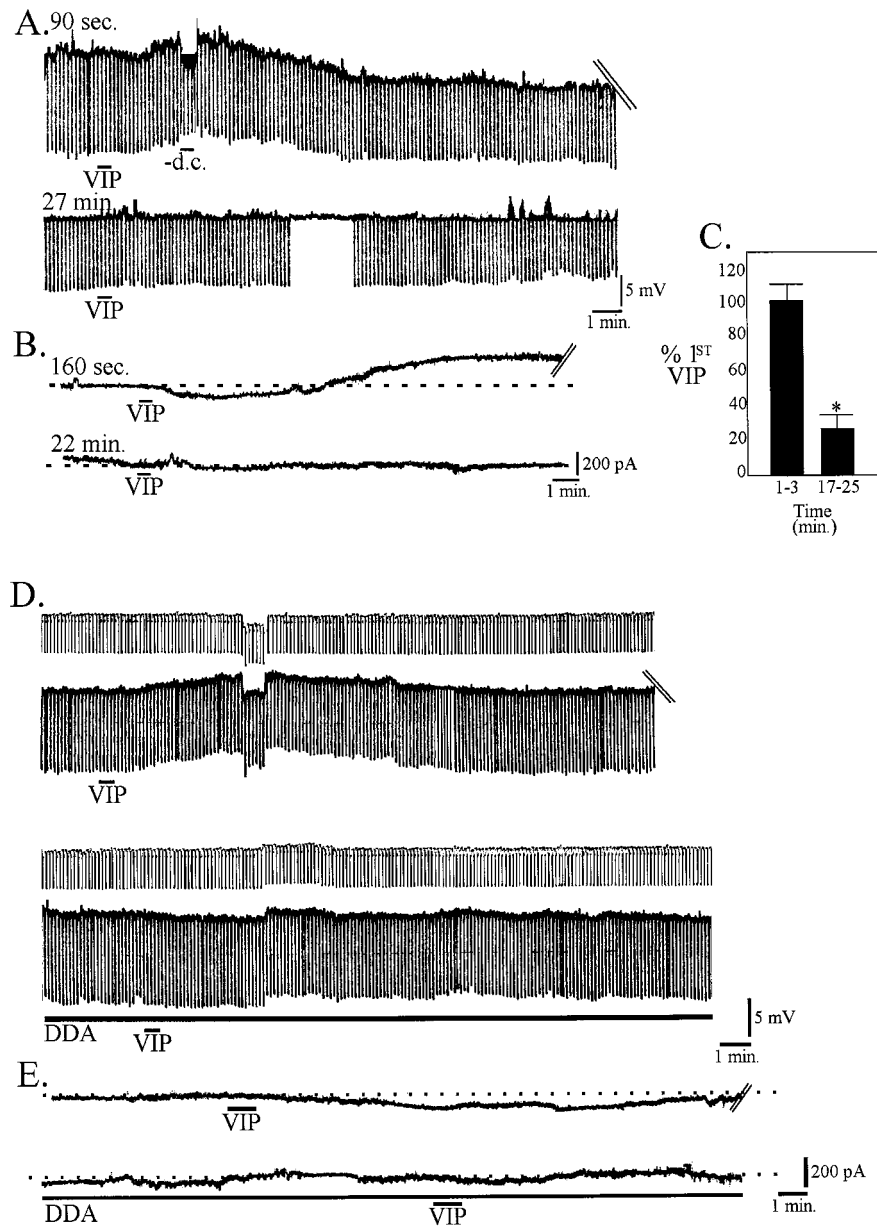 A.
90 sec.
-d.c.
VIP
27 min.
VIP
5 mV
1 min.
B.
160 sec.
VIP
22 min.
VIP
200 pA
1 min.
C.
120
100
80
60
40
20
0
% 1ST
VIP
*
1-3 17-25
Time
(min.)
D.
VIP
DDA VIP
5 mV
1 min.
E.
VIP
DDA VIP
200 pA
1 min.